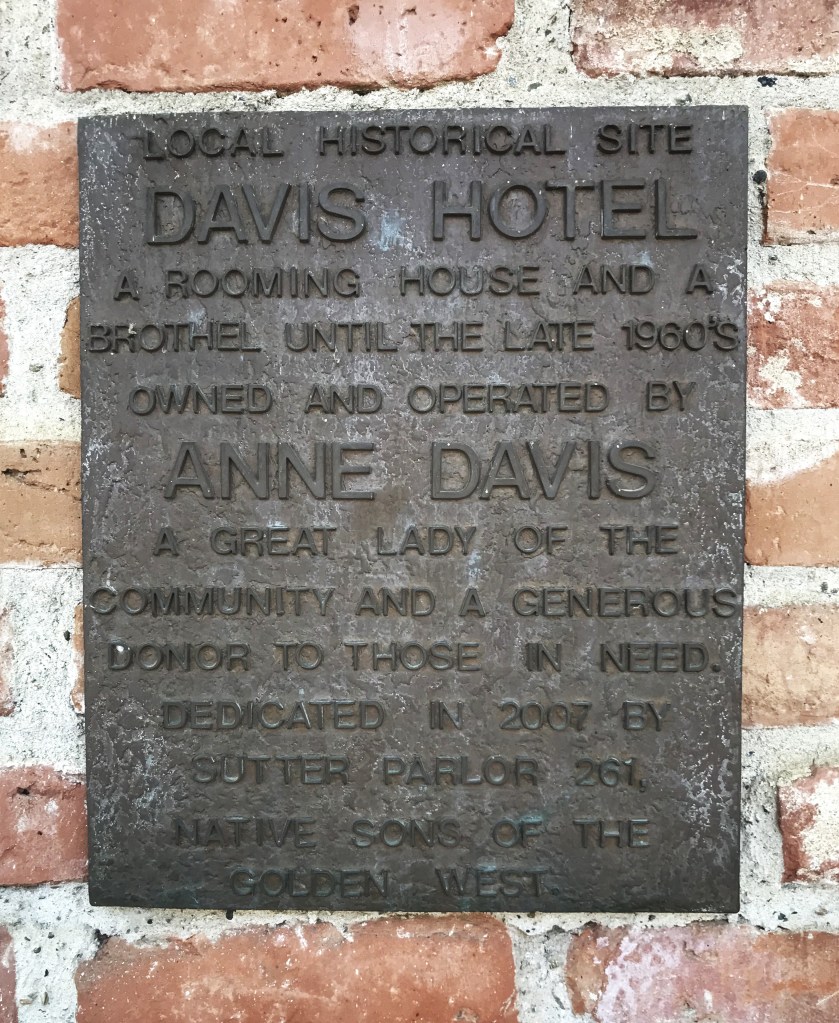 LOCAL HISTORICAL SITE
DAVIS HOTEL
A ROOMING HOUSE AND A
BROTHEL UNTIL THE LATE 1960'S
OWNED AND OPERATED BY
ANNE DAVIS
A GREAT LADY OF THE
COMMUNITY AND A GENEROUS
DONOR TO THOSE IN NEED.
DEDICATED IN 2007 BY
SUTTER PARLOR 261,
NATIVE SONS OF THE
GOLDEN WEST.